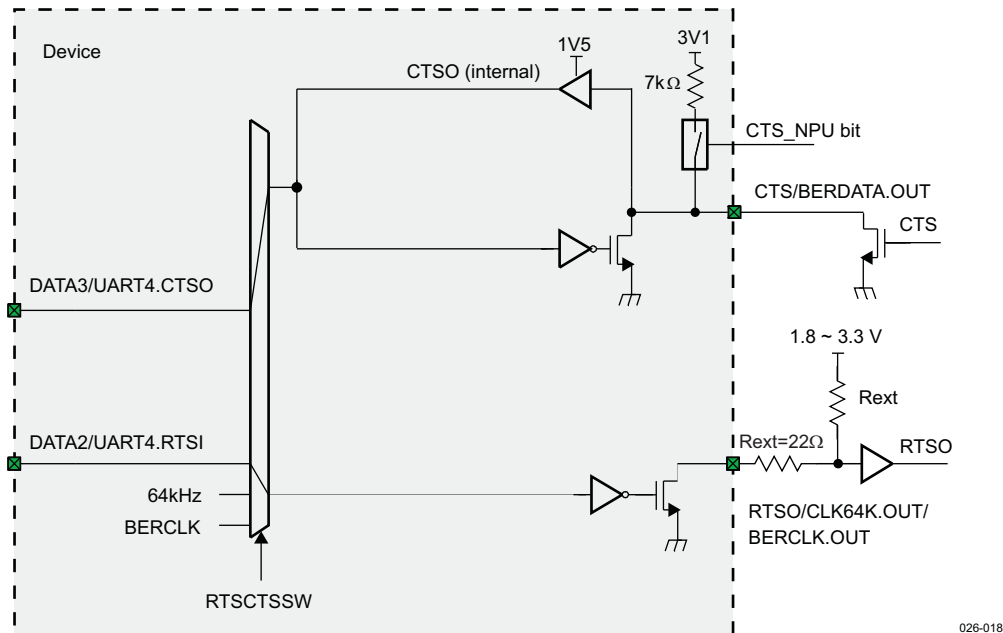 Device
1V5
3V1
CTSO (internal)
7kΩ
CTS_NPU bit
CTS/BERDATA.OUT
CTS
DATA3/UART4.CTSO
1.8 ~ 3.3 V
Rext
DATA2/UART4.RTSI
Rext=22Ω
RTSO
64kHz
BERCLK
RTSO/CLK64K.OUT/
BERCLK.OUT
RTSCTSSW
026-018